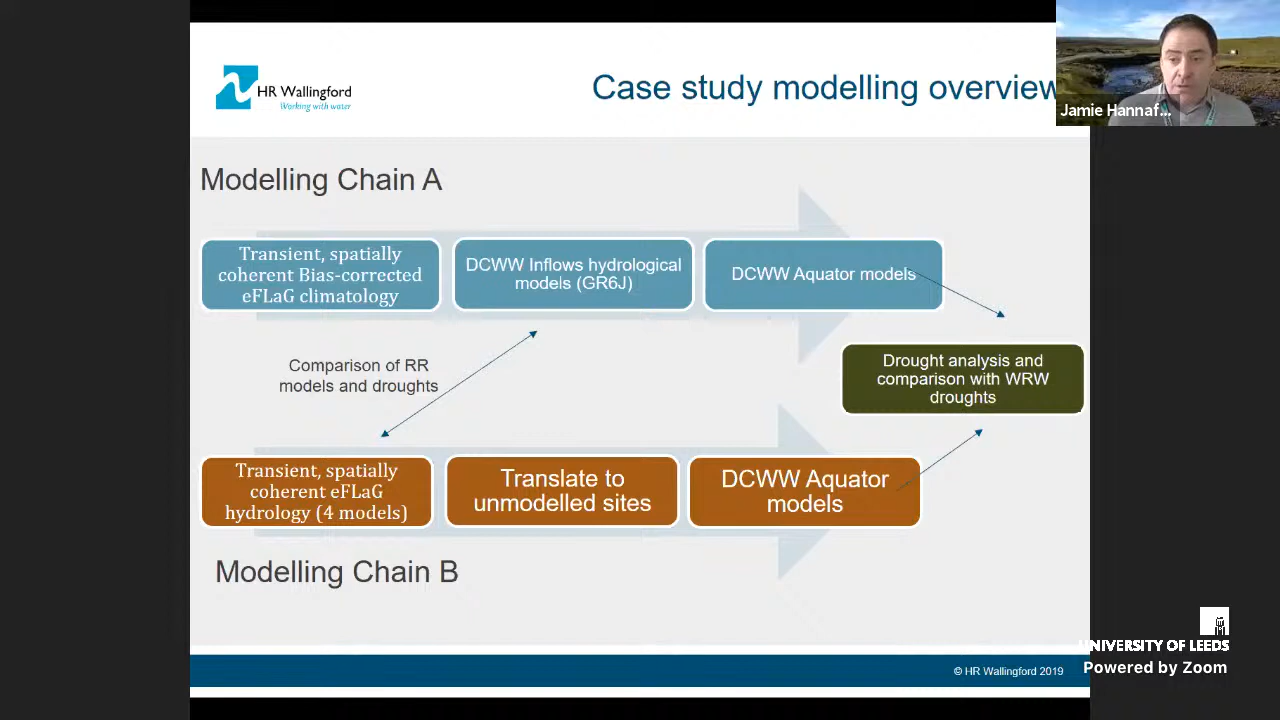 HR Wallingford
Working with water
Case study modelling overview
Jamie Hannaf...
Modelling Chain A
Transient, spatially
coherent Bias-corrected
eFLaG climatology
DCWW Inflows hydrological
models (GR6J)
DCWW Aquator models
Comparison of RR
models and droughts
Drought analysis and
comparison with WRW
droughts
Transient, spatially
coherent eFLaG
hydrology (4 models)
Translate to
unmodelled sites
DCWW Aquator
models
Modelling Chain B
UNIVERSITY OF LEEDS
Powered by Zoom
© HR Wallingford 2019